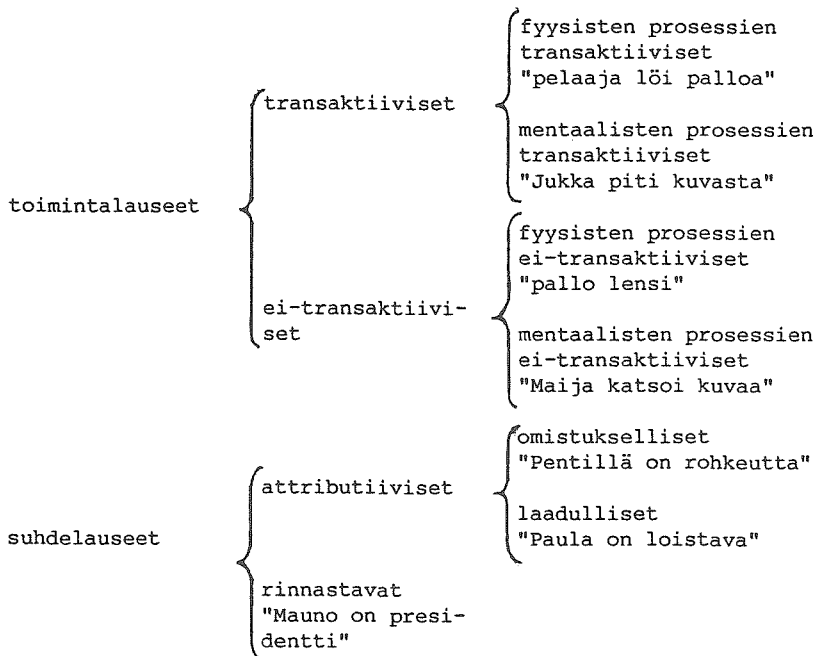 fyysisten prosessien
transaktiiviset
"pelaaja löi palloa"
transaktiiviset
mentaalisten prosessien
transaktiiviset
"Jukka piti kuvasta"
toimintalauseet
fyysisten prosessien
ei-transaktiiviset
"pallo lensi"
ei-transaktiivi-
set
mentaalisten prosessien
ei-transaktiiviset
"Maija katsoi kuvaa"
omistukselliset
"Pentillä on rohkeutta"
attributiiviset
laadulliset
"Paula on loistava"
suhdelauseet
rinnastavat
"Mauno on presi-
dentti"